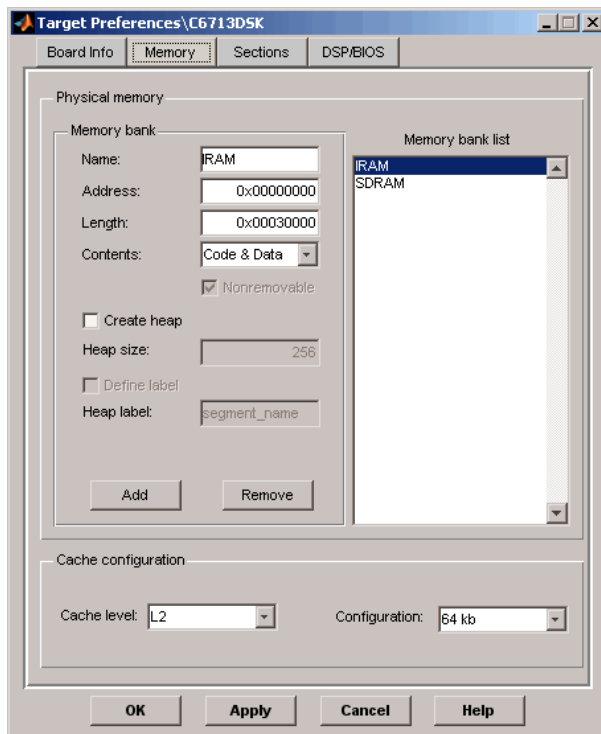 Target Preferences\C6713DSK
Board Info Memory Sections DSP/BIOS
Physical memory
Memory bank
Memory bank list
Name: IRAM
IRAM
SDRAM
Address: 0x00000000
Length: 0x00030000
Contents: Code & Data
Nonremovable
Create heap
Heap size: 256
Define label
Heap label: segment_name
Add Remove
Cache configuration
Cache level: L2 Configuration: 64 kb
OK Apply Cancel Help